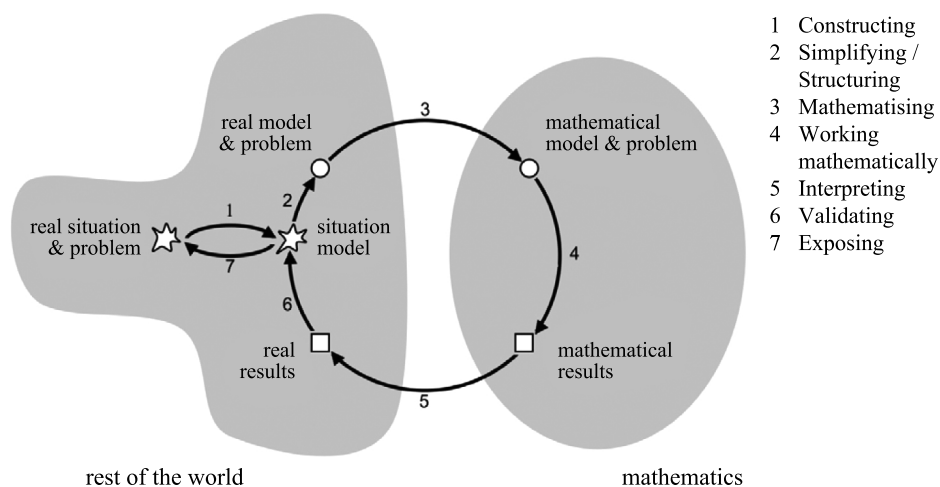 real model
& problem
3
mathematical
model & problem
real situation
& problem
1
2
situation
model
7
6
4
real
results
mathematical
results
5
rest of the world
mathematics
1 Constructing
2 Simplifying /
Structuring
3 Mathematising
4 Working
mathematically
5 Interpreting
6 Validating
7 Exposing